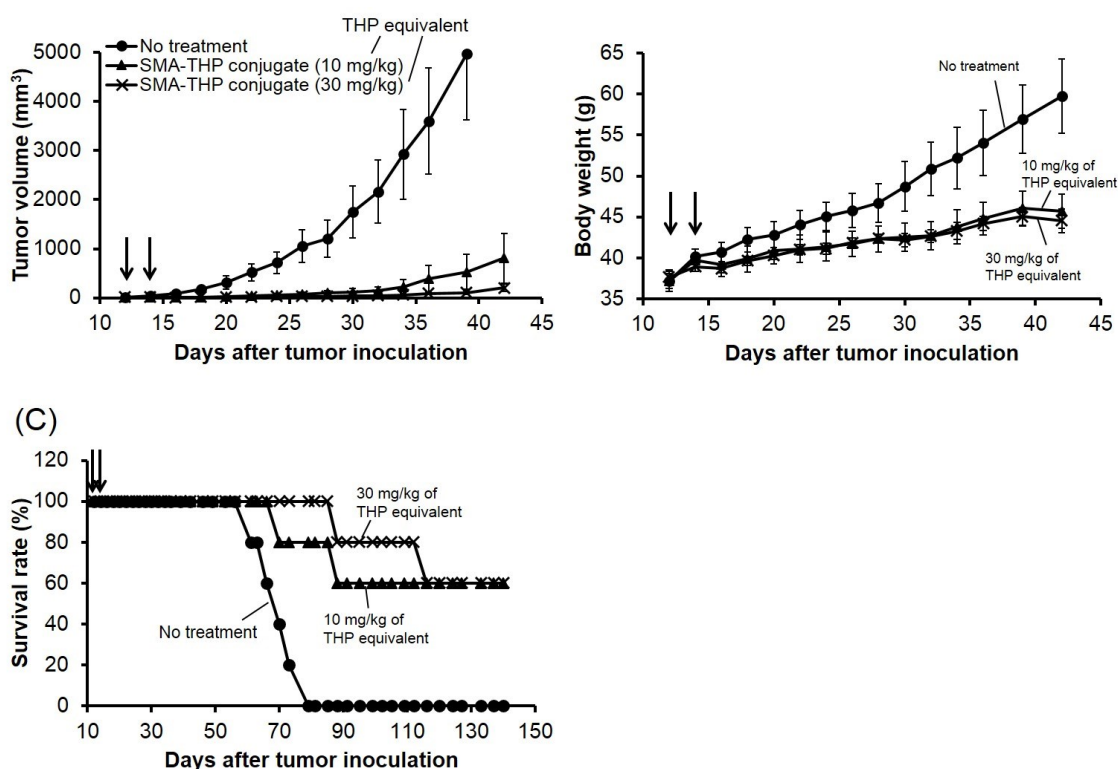 THP equivalent
No treatment
SMA-THP conjugate (10 mg/kg)
SMA-THP conjugate (30 mg/kg)
Tumor volume (mm³)
5000
4000
3000
2000
1000
0
10 15 20 25 30 35 40 45
Days after tumor inoculation
Body weight (g)
65
60
55
50
45
40
35
No treatment
10 mg/kg of
THP equivalent
30 mg/kg of
THP equivalent
10 15 20 25 30 35 40 45
Days after tumor inoculation
(C)
Survival rate (%)
120
100
80
60
40
20
0
30 mg/kg of
THP equivalent
No treatment
10 mg/kg of
THP equivalent
10 30 50 70 90 110 130 150
Days after tumor inoculation